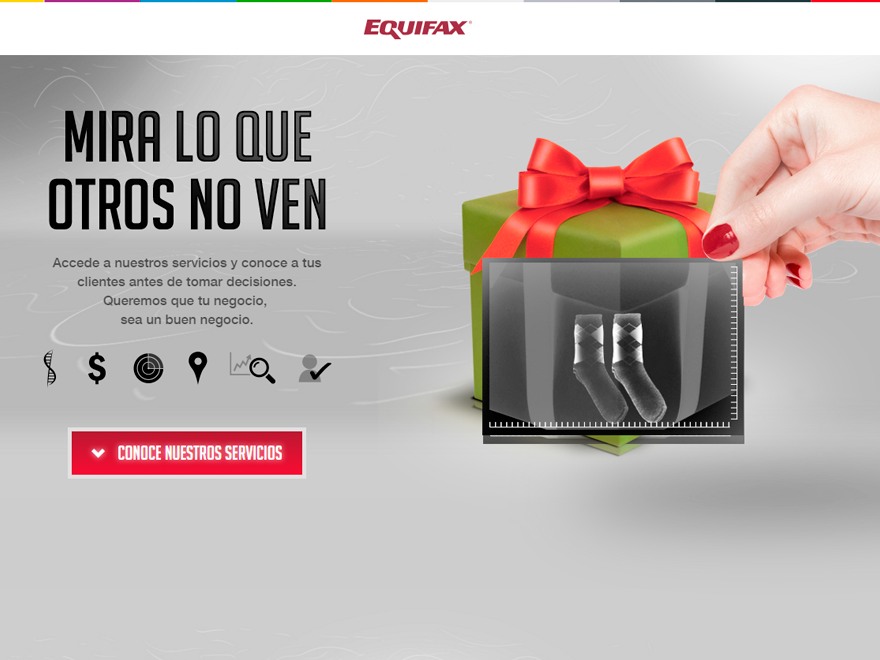 EQUIFAX
MIRA LO QUE
OTROS NO VEN
Accede a nuestros servicios y conoce a tus
clientes antes de tomar decisiones.
Queremos que tu negocio,
sea un buen negocio.
CONOCE NUESTROS SERVICIOS